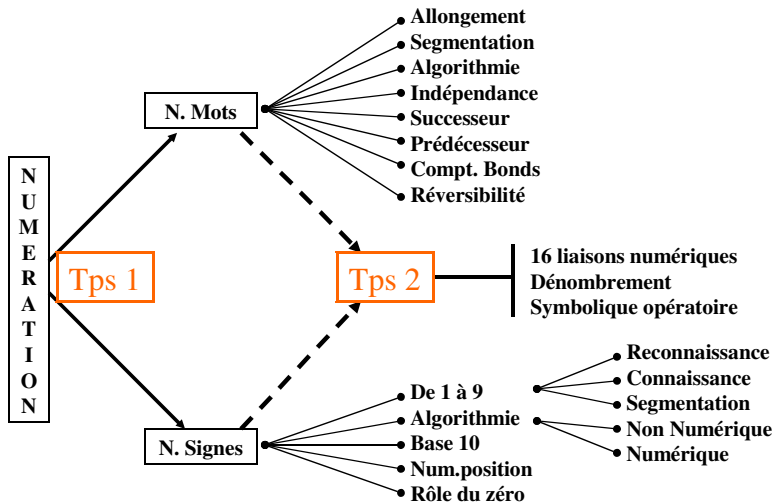 NUMERATION
Tps 1
N. Mots
Allongement
Segmentation
Algorithmie
Indépendance
Successeur
Prédécesseur
Compt. Bonds
Réversibilité
Tps 2
16 liaisons numériques
Dénombrement
Symbolique opératoire
N. Signes
De 1 à 9
Algorithmie
Base 10
Num.position
Rôle du zéro
Reconnaissance
Connaissance
Segmentation
Non Numérique
Numérique